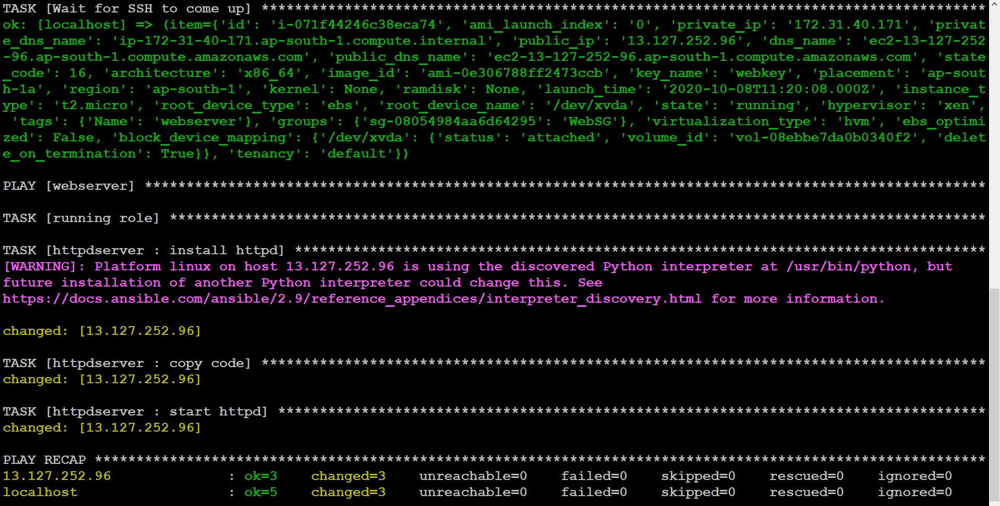 TASK [Wait for SSH to come up] ***************************************************************************************
ok: [localhost] => (item={'id': 'i-071f44246c38eca74', 'ami_launch_index': '0', 'private_ip': '172.31.40.171', 'privat
e_dns_name': 'ip-172-31-40-171.ap-south-1.compute.internal', 'public_ip': '13.127.252.96', 'dns_name': 'ec2-13-127-252
-96.ap-south-1.compute.amazonaws.com', 'public_dns_name': 'ec2-13-127-252-96.ap-south-1.compute.amazonaws.com', 'state
_code': 16, 'architecture': 'x86_64', 'image_id': 'ami-0e306788ff2473ccb', 'key_name': 'webkey', 'placement': 'ap-sout
h-1a', 'region': 'ap-south-1', 'kernel': None, 'ramdisk': None, 'launch_time': '2020-10-08T11:20:08.000Z', 'instance_t
ype': 't2.micro', 'root_device_type': 'ebs', 'root_device_name': '/dev/xvda', 'state': 'running', 'hypervisor': 'xen',
 'tags': {'Name': 'webserver'}, 'groups': {'sg-08054984aa6d64295': 'WebSG'}, 'virtualization_type': 'hvm', 'ebs_optimi
zed': False, 'block_device_mapping': {'/dev/xvda': {'status': 'attached', 'volume_id': 'vol-08ebbe7da0b0340f2', 'delet
e_on_termination': True}}, 'tenancy': 'default'})
PLAY [webserver] *****************************************************************************************************
TASK [running role] **************************************************************************************************
TASK [httpdserver : install httpd] ***********************************************************************************
[WARNING]: Platform linux on host 13.127.252.96 is using the discovered Python interpreter at /usr/bin/python, but
future installation of another Python interpreter could change this. See
https://docs.ansible.com/ansible/2.9/reference_appendices/interpreter_discovery.html for more information.
changed: [13.127.252.96]
TASK [httpdserver : copy code] ***************************************************************************************
changed: [13.127.252.96]
TASK [httpdserver : start httpd] *************************************************************************************
changed: [13.127.252.96]
PLAY RECAP ***********************************************************************************************************
13.127.252.96              : ok=3    changed=3    unreachable=0    failed=0    skipped=0    rescued=0    ignored=0
localhost                  : ok=5    changed=3    unreachable=0    failed=0    skipped=0    rescued=0    ignored=0